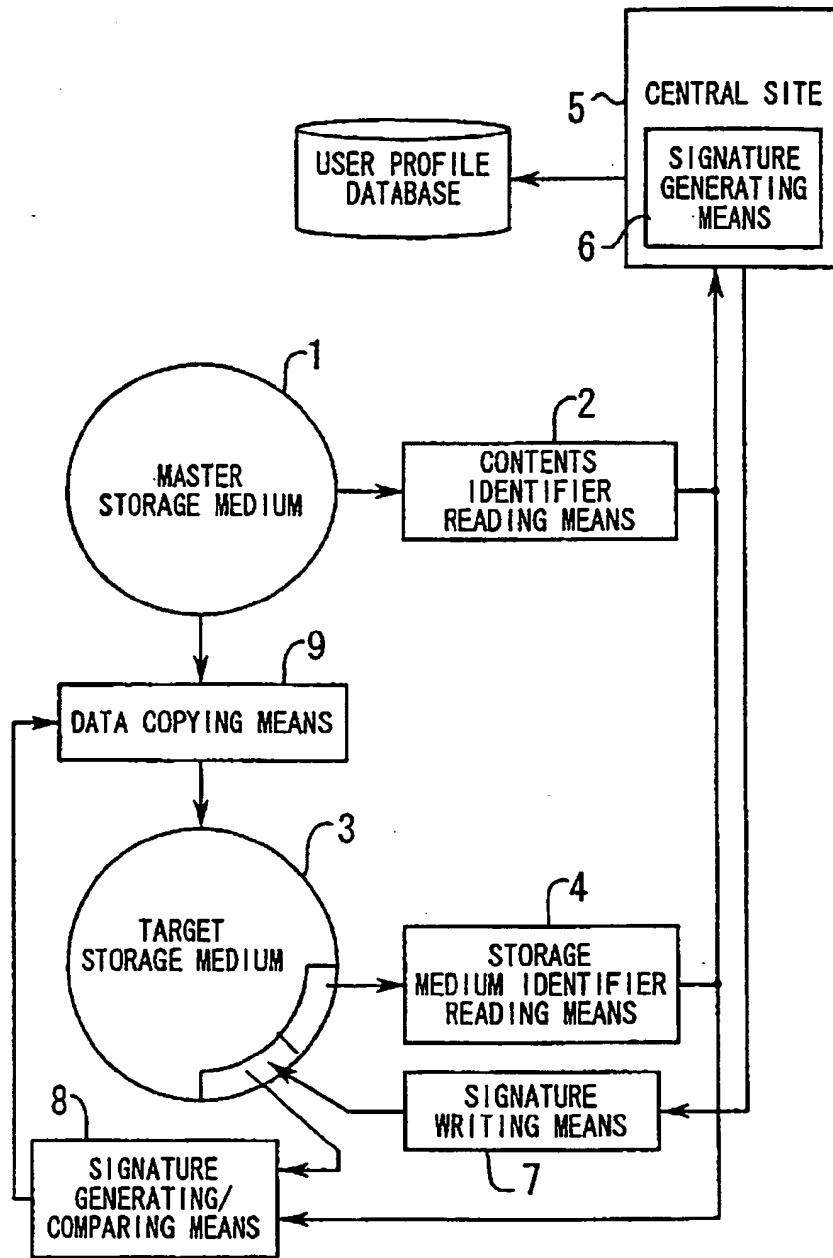 5
CENTRAL SITE
SIGNATURE
GENERATING
MEANS
6
USER PROFILE
DATABASE
1
MASTER
STORAGE MEDIUM
2
CONTENTS
IDENTIFIER
READING MEANS
9
DATA COPYING MEANS
3
TARGET
STORAGE MEDIUM
4
STORAGE
MEDIUM IDENTIFIER
READING MEANS
SIGNATURE
WRITING MEANS
7
8
SIGNATURE
GENERATING/
COMPARING MEANS